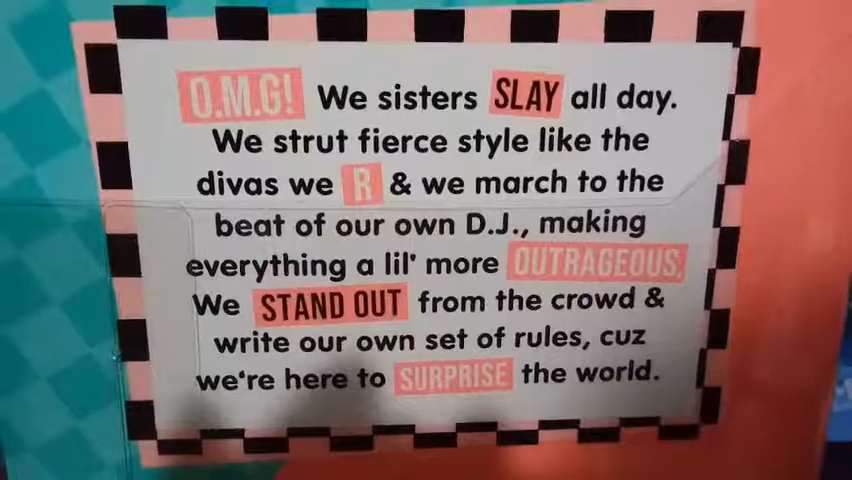 O.M.G! We sisters SLAY all day.
We strut fierce style like the
divas we R & we march to the
beat of our own D.J., making
everything a lil' more OUTRAGEOUS.
We STAND OUT from the crowd &
write our own set of rules, cuz
we're here to SURPRISE the world.